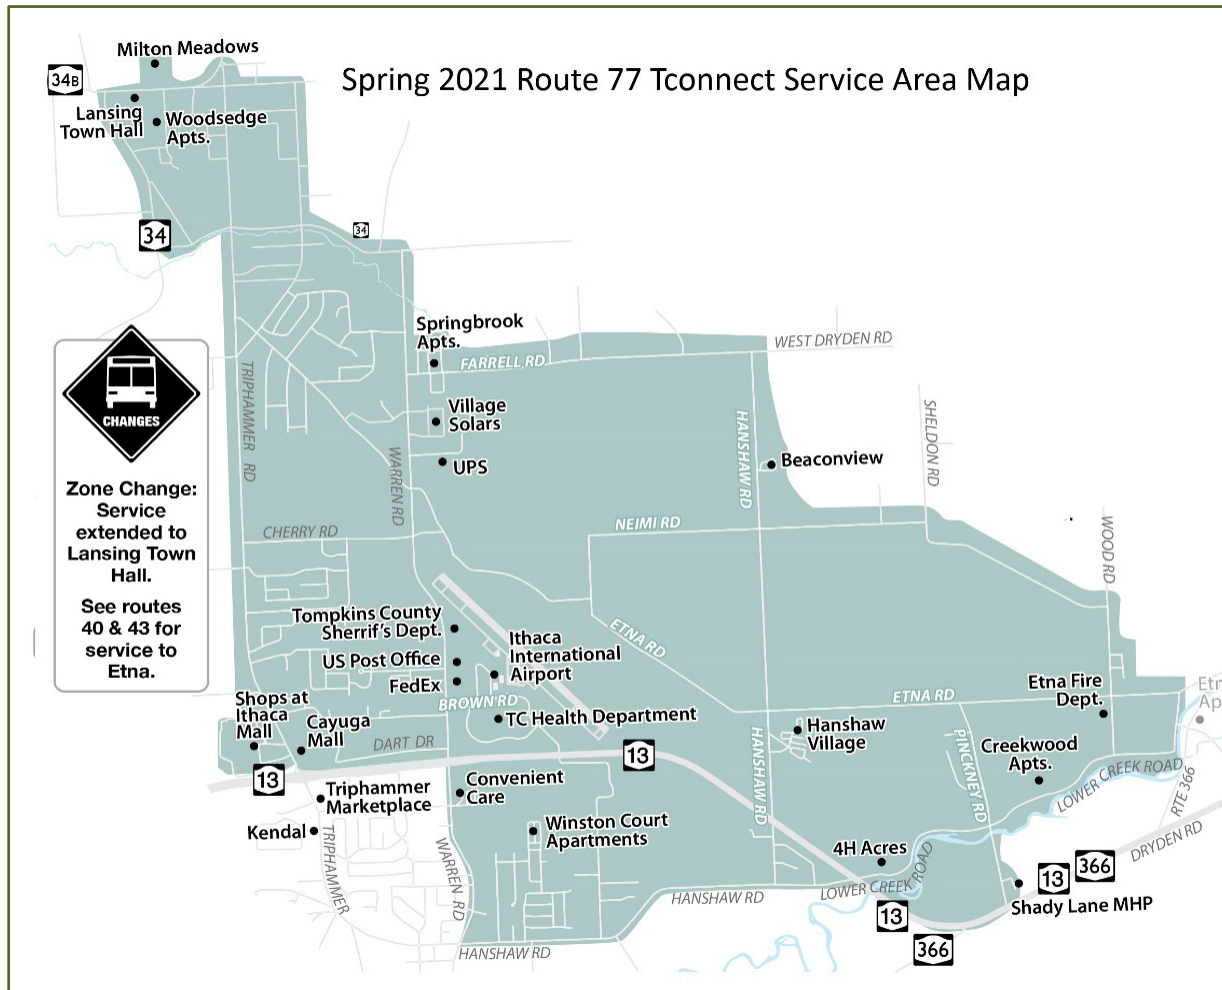 Spring 2021 Route 77 Tconnect Service Area Map
Milton Meadows
34B
Lansing
Town Hall
Woodsedge
Apts.
34
34
Springbrook
Apts.
FARRELL RD
WEST DRYDEN RD
CHANGES
Zone Change:
Service
extended to
Lansing Town
Hall.
See routes
40 & 43 for
service to
Etna.
TRIPHAMMER RD
WARREN RD
Village
Solars
UPS
HANSHAW RD
Beaconview
SHELDON RD
NEIMI RD
WOOD RD
CHERRY RD
Tompkins County
Sherrif's Dept.
US Post Office
FedEx
Ithaca
International
Airport
BROWN RD
TC Health Department
ETNA RD
ETNA RD
Etna Fire
Dept.
Etn
Ap
Shops at
Ithaca
Mall
Cayuga
Mall
DART DR
13
13
HANSHAW RD
Hanshaw
Village
PINCKNEY RD
Creekwood
Apts.
LOWER CREEK ROAD
RTE 366
Triphammer
Marketplace
Kendal
TRIPHAMMER
Convenient
Care
Winston Court
Apartments
WARREN RD
4H Acres
LOWER CREEK ROAD
HANSHAW RD
HANSHAW RD
13
366
DRYDEN RD
Shady Lane MHP
13
366